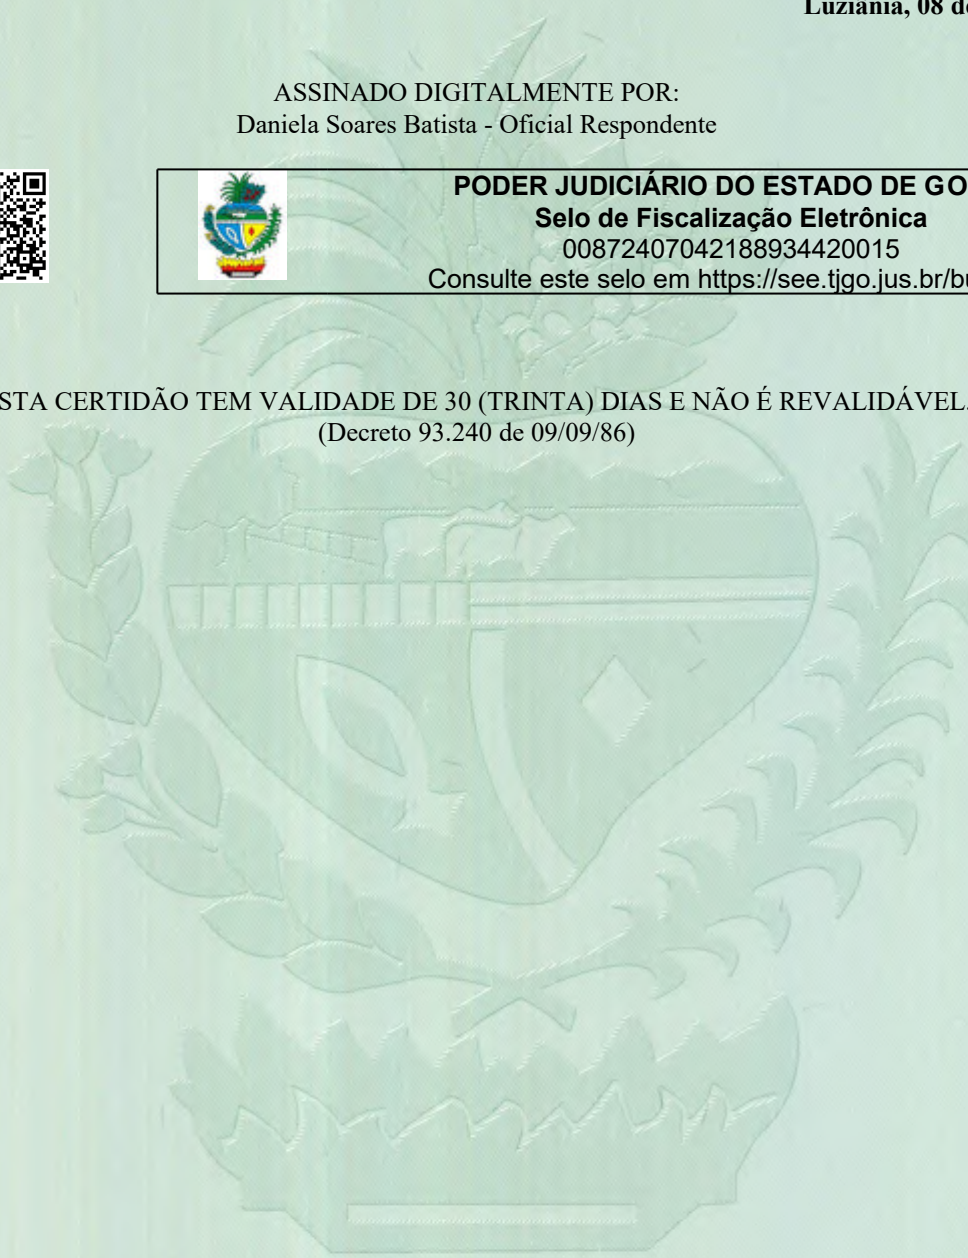 Luziânia, 08 d
ASSINADO DIGITALMENTE POR:
Daniela Soares Batista - Oficial Respondente
PODER JUDICIÁRIO DO ESTADO DE GO
Selo de Fiscalização Eletrônica
00872407042188934420015
Consulte este selo em https://see.tjgo.jus.br/bu
STA CERTIDÃO TEM VALIDADE DE 30 (TRINTA) DIAS E NÃO É REVALIDÁVEL.
(Decreto 93.240 de 09/09/86)